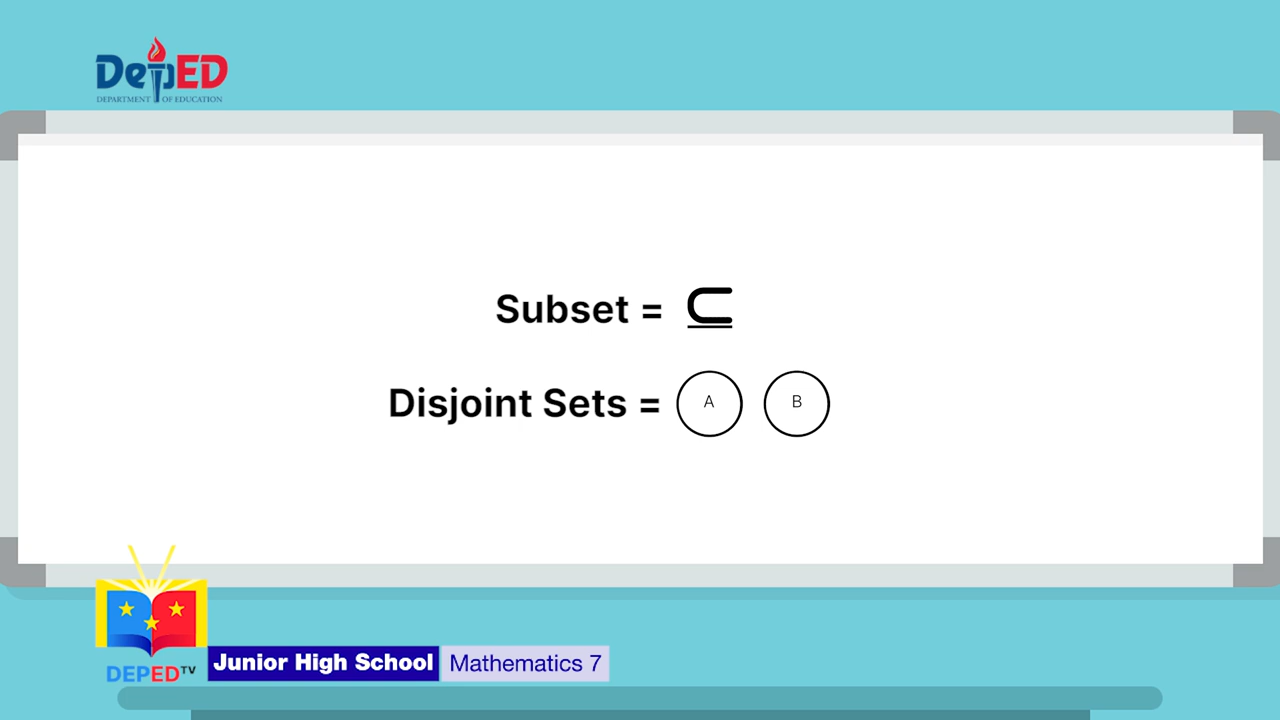 DepED
DEPARTMENT OF EDUCATION
Subset = ⊆
Disjoint Sets = A B
DEPED TV
Junior High School Mathematics 7